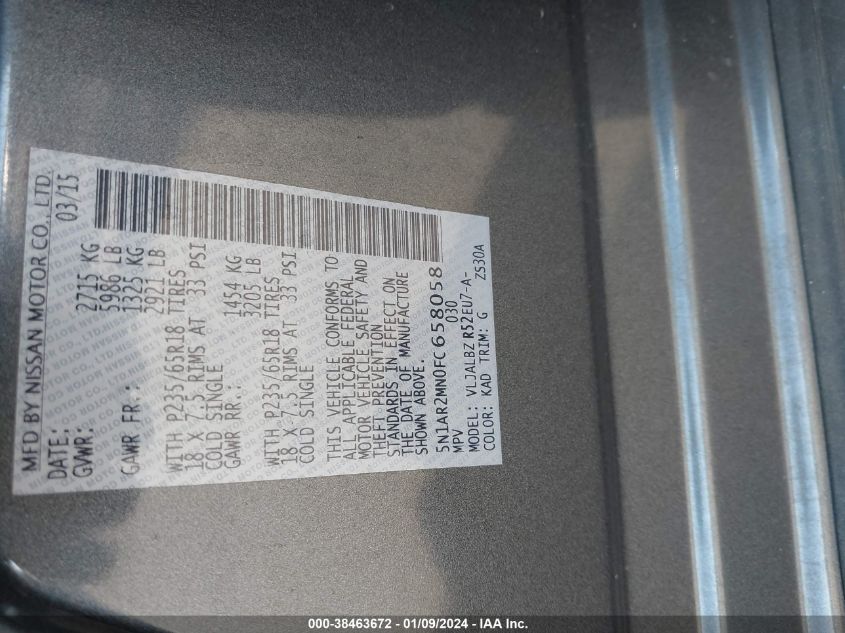 MFD BY NISSAN MOTOR CO., LTD.
DATE: 03/15
GVWR: 2715 KG
5986 LB
GAWR FR.: 1325 KG
2921 LB
WITH P235/65R18 TIRES
18 X 7.5 RIMS AT 33 PSI
COLD SINGLE
GAWR RR.: 1454 KG
3205 LB
WITH P235/65R18 TIRES
18 X 7.5 RIMS AT 33 PSI
COLD SINGLE
THIS VEHICLE CONFORMS TO
ALL APPLICABLE FEDERAL
MOTOR VEHICLE SAFETY AND
THEFT PREVENTION
STANDARDS IN EFFECT ON
THE DATE OF MANUFACTURE
SHOWN ABOVE.
5N1AR2MN0FC658058
MPV 030
MODEL: VLJALBZ R52EU7-A-
COLOR: KAD TRIM: G ZS30A
000-38463672 - 01/09/2024 - IAA Inc.